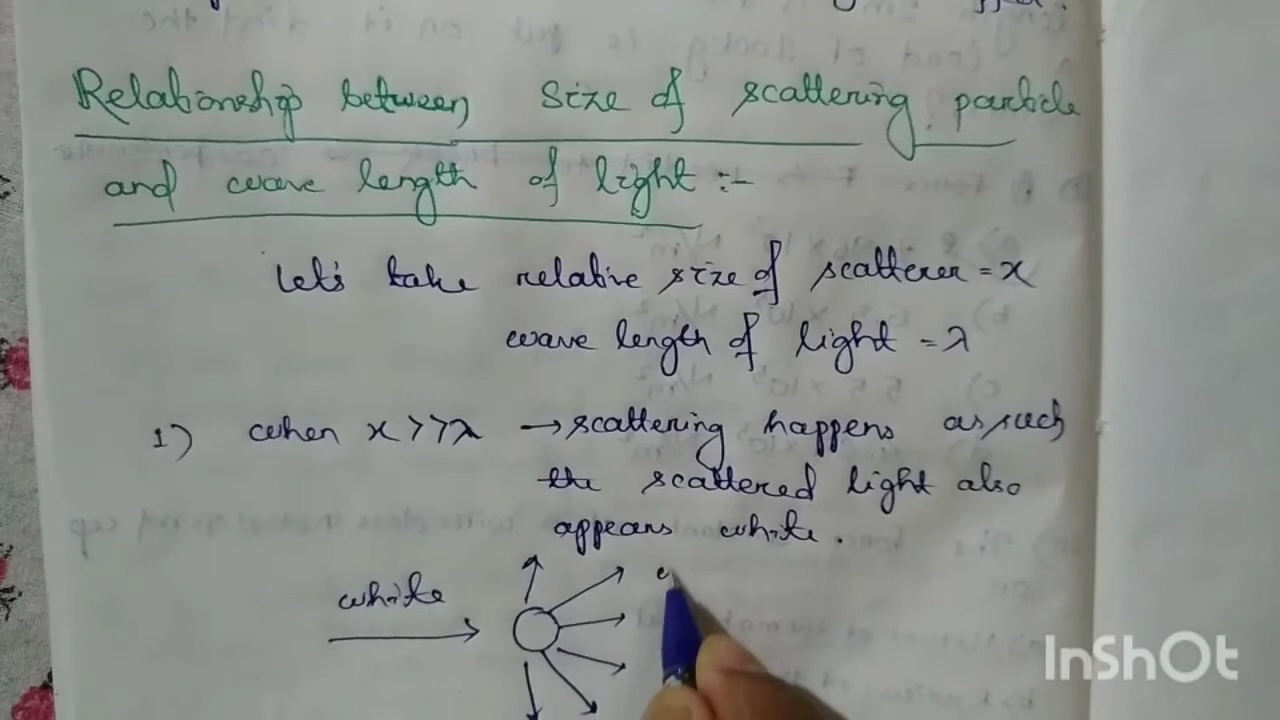 Relationship between size of scattering particle
and wave length of light :-
Let's take relative size of scatterer = x
wave length of light = λ
1) when x >> λ → scattering happens as such
the scattered light also
appears white.
white
InShOt